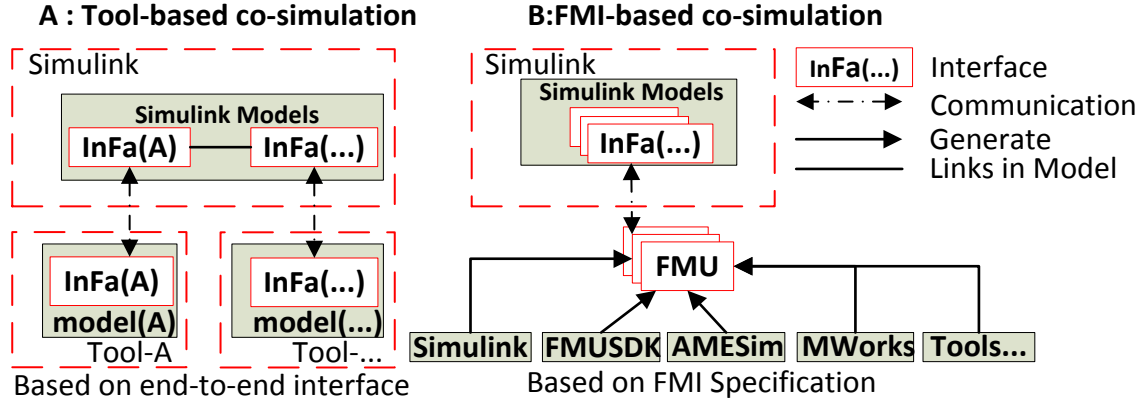 A : Tool-based co-simulation
Simulink
Simulink Models
InFa(A)
InFa(...)
InFa(A)
model(A)
Tool-A
InFa(...)
model(...)
Tool-...
Based on end-to-end interface
B:FMI-based co-simulation
Simulink
Simulink Models
InFa(...)
FMU
Simulink
FMUSDK
AMESim
MWorks
Tools...
Based on FMI Specification
InFa(...)
Interface
Communication
Generate
Links in Model